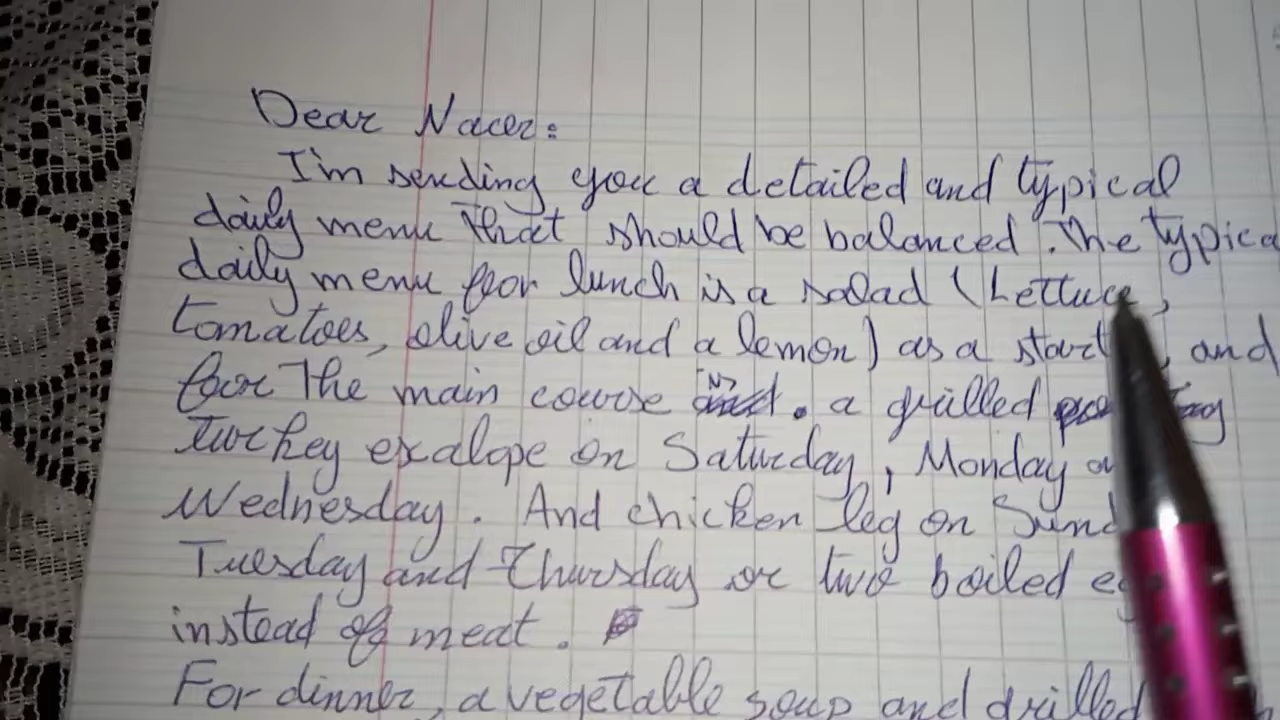 Dear Nacer:
I'm sending you a detailed and typical
daily menu that should be balanced. The typica
daily menu for lunch is a salad (Lettuce,
tomatoes, olive oil and a lemon) as a start , and
for the main course . a grilled
turkey exalope on Saturday, Monday
Wednesday. And chicken leg on Sund
Tuesday and Thursday or two boiled
instead of meat.
For dinner, a vegetable soup and grilled